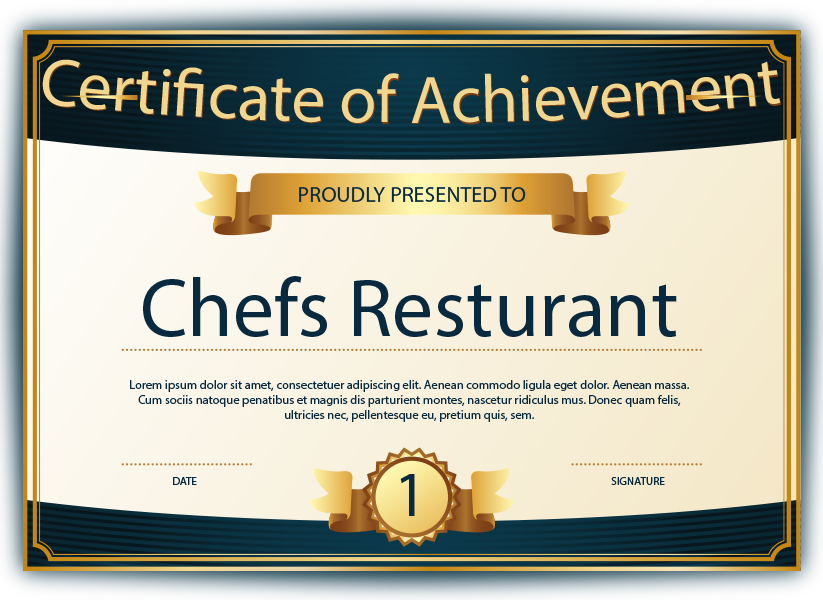 Certificate of Achievement
PROUDLY PRESENTED TO
Chefs Resturant
Lorem ipsum dolor sit amet, consectetuer adipiscing elit. Aenean commodo ligula eget dolor. Aenean massa.
Cum sociis natoque penatibus et magnis dis parturient montes, nascetur ridiculus mus. Donec quam felis,
ultricies nec, pellentesque eu, pretium quis, sem.
DATE
1
SIGNATURE